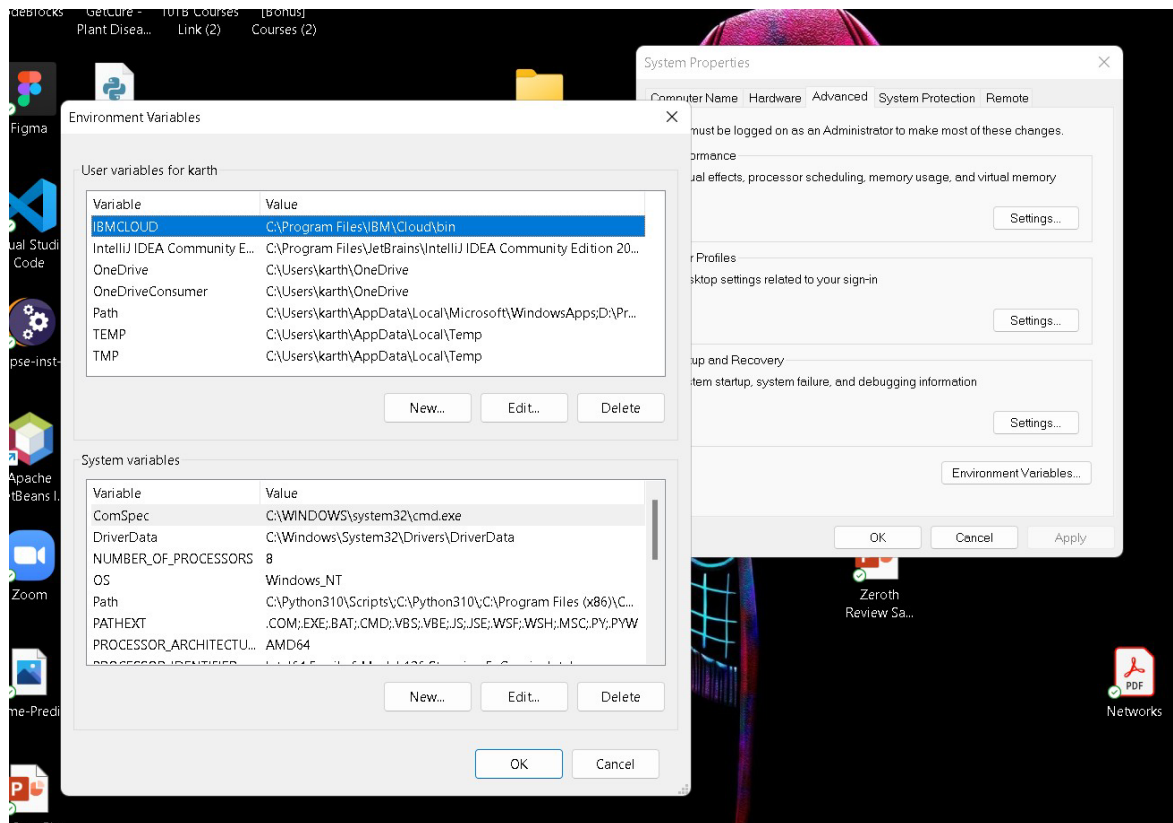 deBlocks GetCure - 10TB Courses [Bonus]
Plant Disea... Link (2) Courses (2)
Figma
ual Studi
Code
pse-inst-
Apache
tBeans I.
Zoom
me-Predi
System Properties
Computer Name Hardware Advanced System Protection Remote
must be logged on as an Administrator to make most of these changes.
ormance
ual effects, processor scheduling, memory usage, and virtual memory
Settings...
r Profiles
sktop settings related to your sign-in
Settings...
up and Recovery
tem startup, system failure, and debugging information
Settings...
Environment Variables...
OK Cancel Apply
Environment Variables
User variables for karth
Variable Value
IBMCLOUD C:\Program Files\IBM\Cloud\bin
IntelliJ IDEA Community E... C:\Program Files\JetBrains\IntelliJ IDEA Community Edition 20...
OneDrive C:\Users\karth\OneDrive
OneDriveConsumer C:\Users\karth\OneDrive
Path C:\Users\karth\AppData\Local\Microsoft\WindowsApps;D:\Pr...
TEMP C:\Users\karth\AppData\Local\Temp
TMP C:\Users\karth\AppData\Local\Temp
New... Edit... Delete
System variables
Variable Value
ComSpec C:\WINDOWS\system32\cmd.exe
DriverData C:\Windows\System32\Drivers\DriverData
NUMBER_OF_PROCESSORS 8
OS Windows_NT
Path C:\Python310\Scripts\;C:\Python310\;C:\Program Files (x86)\C...
PATHEXT .COM;.EXE;.BAT;.CMD;.VBS;.VBE;.JS;.JSE;.WSF;.WSH;.MSC;.PY;.PYW
PROCESSOR_ARCHITECTU... AMD64
New... Edit... Delete
OK Cancel
Zeroth
Review Sa...
PDF
Networks